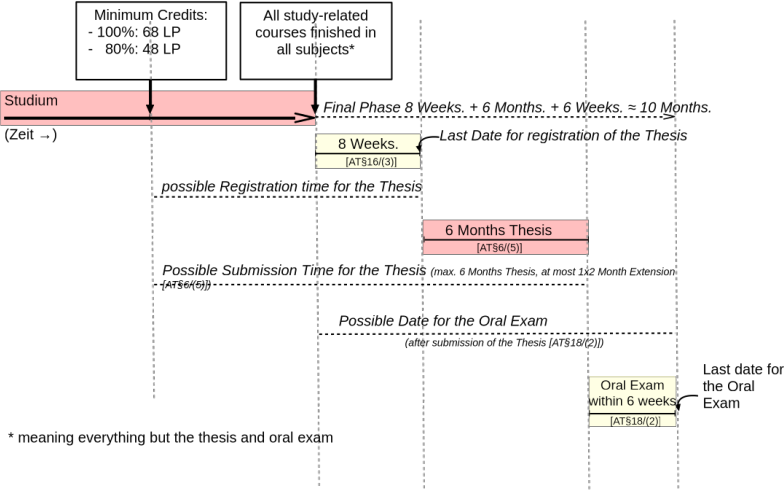 Minimum Credits:
- 100%: 68 LP
- 80%: 48 LP
All study-related
courses finished in
all subjects*
Studium
Final Phase 8 Weeks. + 6 Months. + 6 Weeks. ≈ 10 Months.
(Zeit →)
Last Date for registration of the Thesis
8 Weeks.
[AT§16/(3)]
possible Registration time for the Thesis
6 Months Thesis
[AT§6/(5)]
Possible Submission Time for the Thesis (max. 6 Months Thesis, at most 1x2 Month Extension
[AT§6/(5)])
Possible Date for the Oral Exam
(after submission of the Thesis [AT§18/(2)])
Last date for
the Oral
Exam
Oral Exam
within 6 weeks
[AT§18/(2)]
* meaning everything but the thesis and oral exam